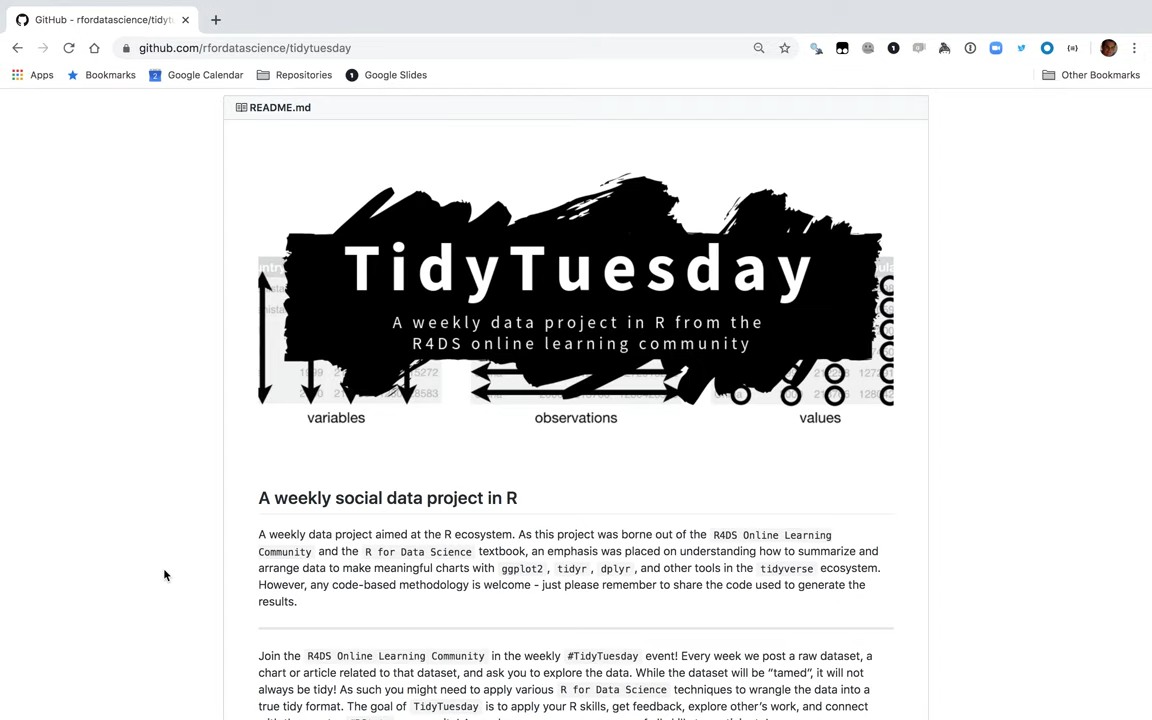 GitHub - rfordatascience/tidytu
github.com/rfordatascience/tidytuesday
Apps Bookmarks 2 Google Calendar Repositories 1 Google Slides Other Bookmarks
README.md
TidyTuesday
A weekly data project in R from the
R4DS online learning community
variables observations values
A weekly social data project in R
A weekly data project aimed at the R ecosystem. As this project was borne out of the R4DS Online Learning
Community and the R for Data Science textbook, an emphasis was placed on understanding how to summarize and
arrange data to make meaningful charts with ggplot2, tidyr, dplyr, and other tools in the tidyverse ecosystem.
However, any code-based methodology is welcome - just please remember to share the code used to generate the
results.
Join the R4DS Online Learning Community in the weekly #TidyTuesday event! Every week we post a raw dataset, a
chart or article related to that dataset, and ask you to explore the data. While the dataset will be “tamed”, it will not
always be tidy! As such you might need to apply various R for Data Science techniques to wrangle the data into a
true tidy format. The goal of TidyTuesday is to apply your R skills, get feedback, explore other’s work, and connect